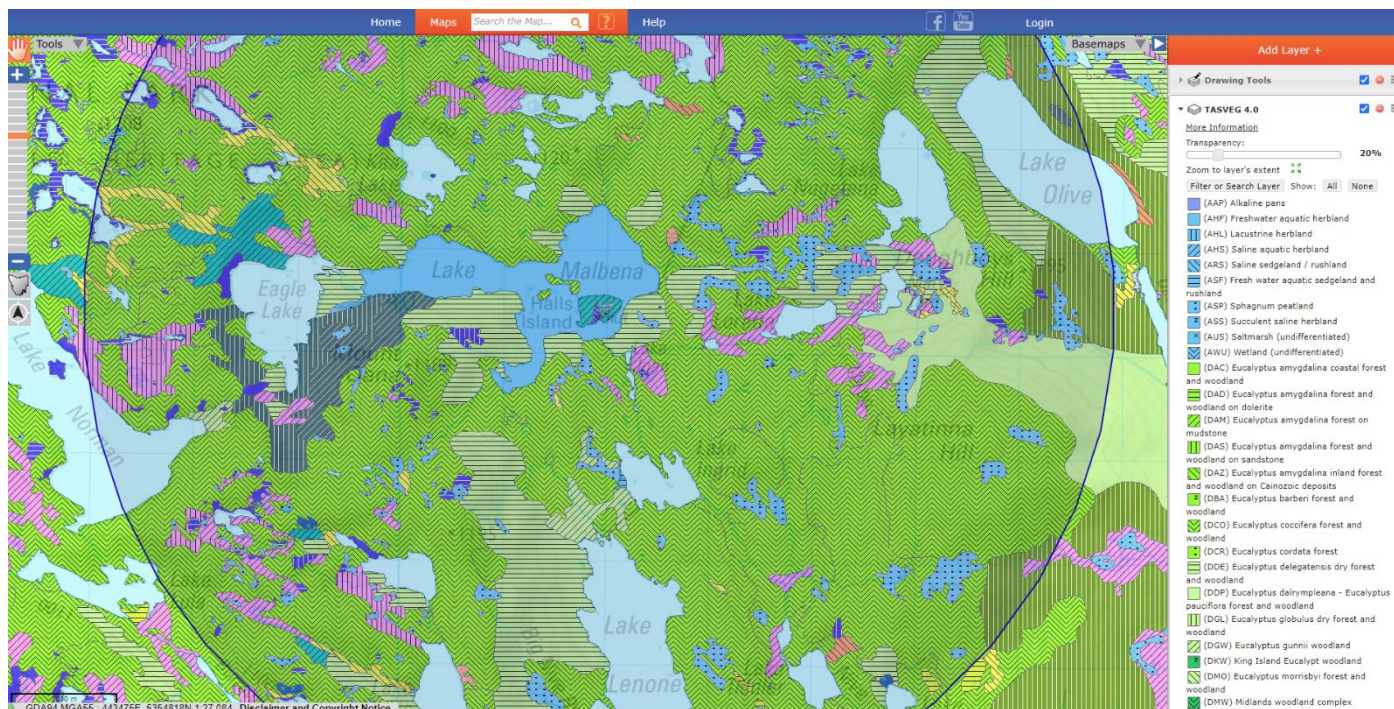 Home
Maps
Search the Map...
?
Help
f
You
Tube
Login
Tools
Basemaps
Lake
Olive
Eagle
Lake
Lake
Malbena
Halls
Island
Lake
Norman
Lake
Lenone
Hill
GDA94 MGA55 : 443475E, 5354818N 1:27,084 Disclaimer and Copyright Notice
Add Layer +
Drawing Tools
TASVEG 4.0
More Information
Transparency:
20%
Zoom to layer's extent
Filter or Search Layer Show: All None
(AAP) Alkaline pans
(AHF) Freshwater aquatic herbland
(AHL) Lacustrine herbland
(AHS) Saline aquatic herbland
(ARS) Saline sedgeland / rushland
(ASF) Fresh water aquatic sedgeland and
rushland
(ASP) Sphagnum peatland
(ASS) Succulent saline herbland
(AUS) Saltmarsh (undifferentiated)
(AWU) Wetland (undifferentiated)
(DAC) Eucalyptus amygdalina coastal forest
and woodland
(DAD) Eucalyptus amygdalina forest and
woodland on dolerite
(DAM) Eucalyptus amygdalina forest on
mudstone
(DAS) Eucalyptus amygdalina forest and
woodland on sandstone
(DAZ) Eucalyptus amygdalina inland forest
and woodland on Cainozoic deposits
(DBA) Eucalyptus barberi forest and
woodland
(DCO) Eucalyptus coccifera forest and
woodland
(DCR) Eucalyptus cordata forest
(DDE) Eucalyptus delegatensis dry forest
and woodland
(DDP) Eucalyptus dalrympleana - Eucalyptus
pauciflora forest and woodland
(DGL) Eucalyptus globulus dry forest and
woodland
(DGW) Eucalyptus gunnii woodland
(DKW) King Island Eucalypt woodland
(DMO) Eucalyptus morrisbyi forest and
woodland
(DMW) Midlands woodland complex